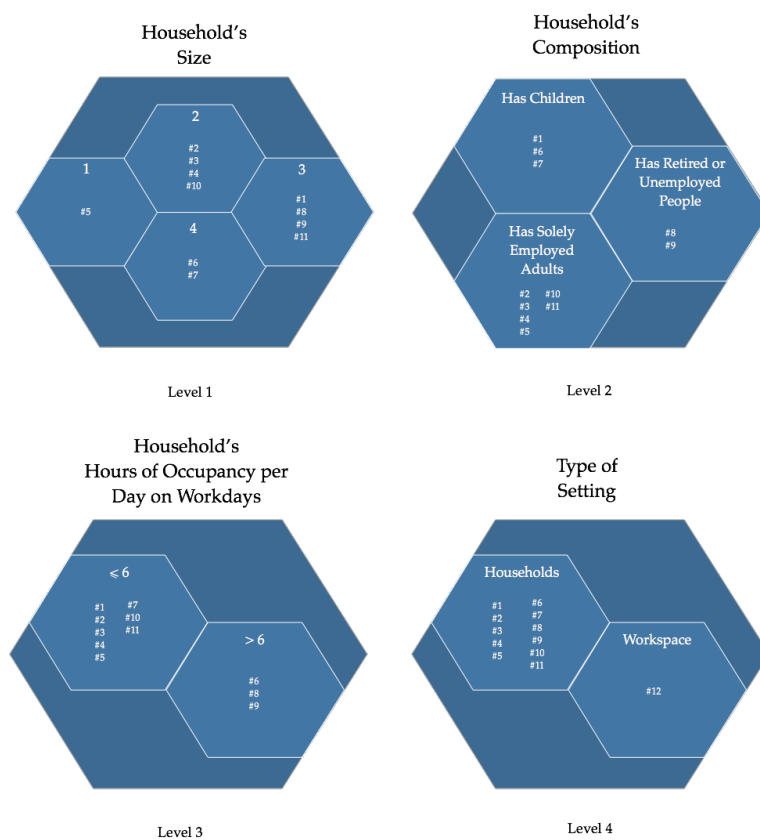 Household's
Size
2
#2
#3
#4
#10
1
#5
3
#1
#8
#9
#11
4
#6
#7
Level 1
Household's
Composition
Has Children
#1
#6
#7
Has Retired or
Unemployed
People
#8
#9
Has Solely
Employed
Adults
#2 #10
#3 #11
#4
#5
Level 2
Household's
Hours of Occupancy per
Day on Workdays
⩽ 6
#1 #7
#2 #10
#3 #11
#4
#5
> 6
#6
#8
#9
Level 3
Type of
Setting
Households
#1 #6
#2 #7
#3 #8
#4 #9
#5 #10
#11
Workspace
#12
Level 4